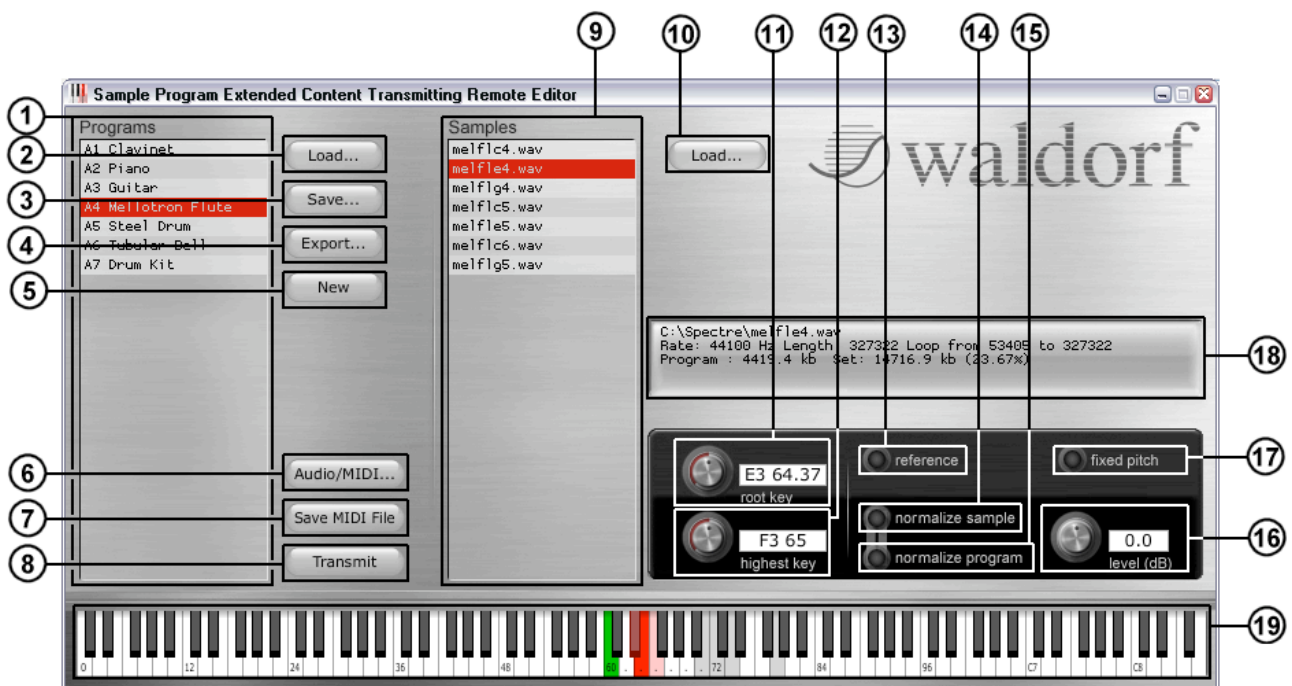 9 10 11 12 13 14 15
Sample Program Extended Content Transmitting Remote Editor
1
Programs
A1 Clavinet
A2 Piano
A3 Guitar
A4 Mellotron Flute
A5 Steel Drum
A6 Tubular Bell
A7 Drum Kit
2 Load...
3 Save...
4 Export...
5 New
6 Audio/MIDI...
7 Save MIDI File
8 Transmit
Samples
melflc4.wav
melfle4.wav
melflg4.wav
melflc5.wav
melfle5.wav
melflc6.wav
melflg5.wav
Load...
waldorf
C:\Spectre\melfle4.wav
Rate: 44100 Hz Length 327322 Loop from 53405 to 327322
Program : 4419.4 kb Set: 14716.9 kb (23.67%)
18
E3 64.37
root key
reference
fixed pitch
17
F3 65
highest key
normalize sample
normalize program
0.0
level (dB)
16
0 12 24 36 48 60 . . . . . . 72 84 96 C7 C8
19